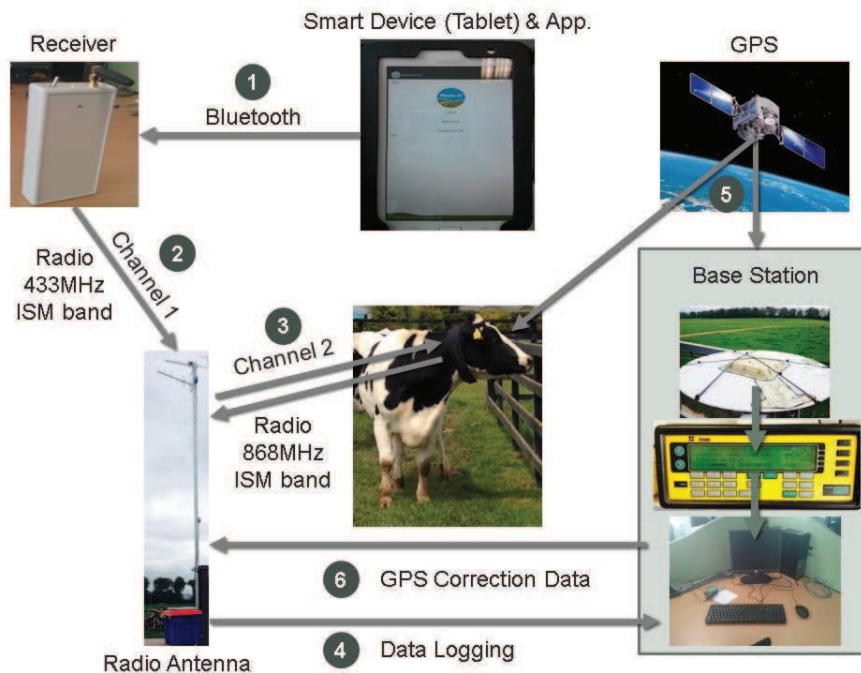 Smart Device (Tablet) & App.
Receiver
GPS
1
Bluetooth
5
2
Radio
433MHz
ISM band
Channel 1
Base Station
3
Channel 2
Radio
868MHz
ISM band
6 GPS Correction Data
4 Data Logging
Radio Antenna